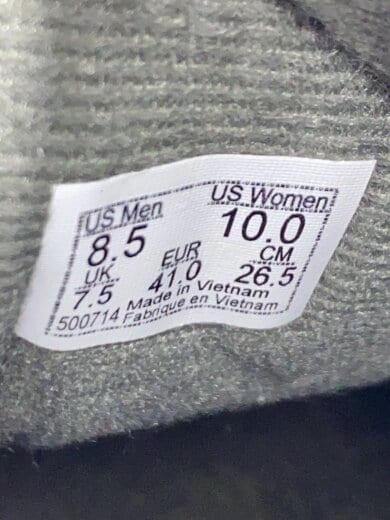 US Men US Women
8.5 10.0
UK EUR CM
7.5 41.0 26.5
Made in Vietnam
500714 Fabrique en Vietnam